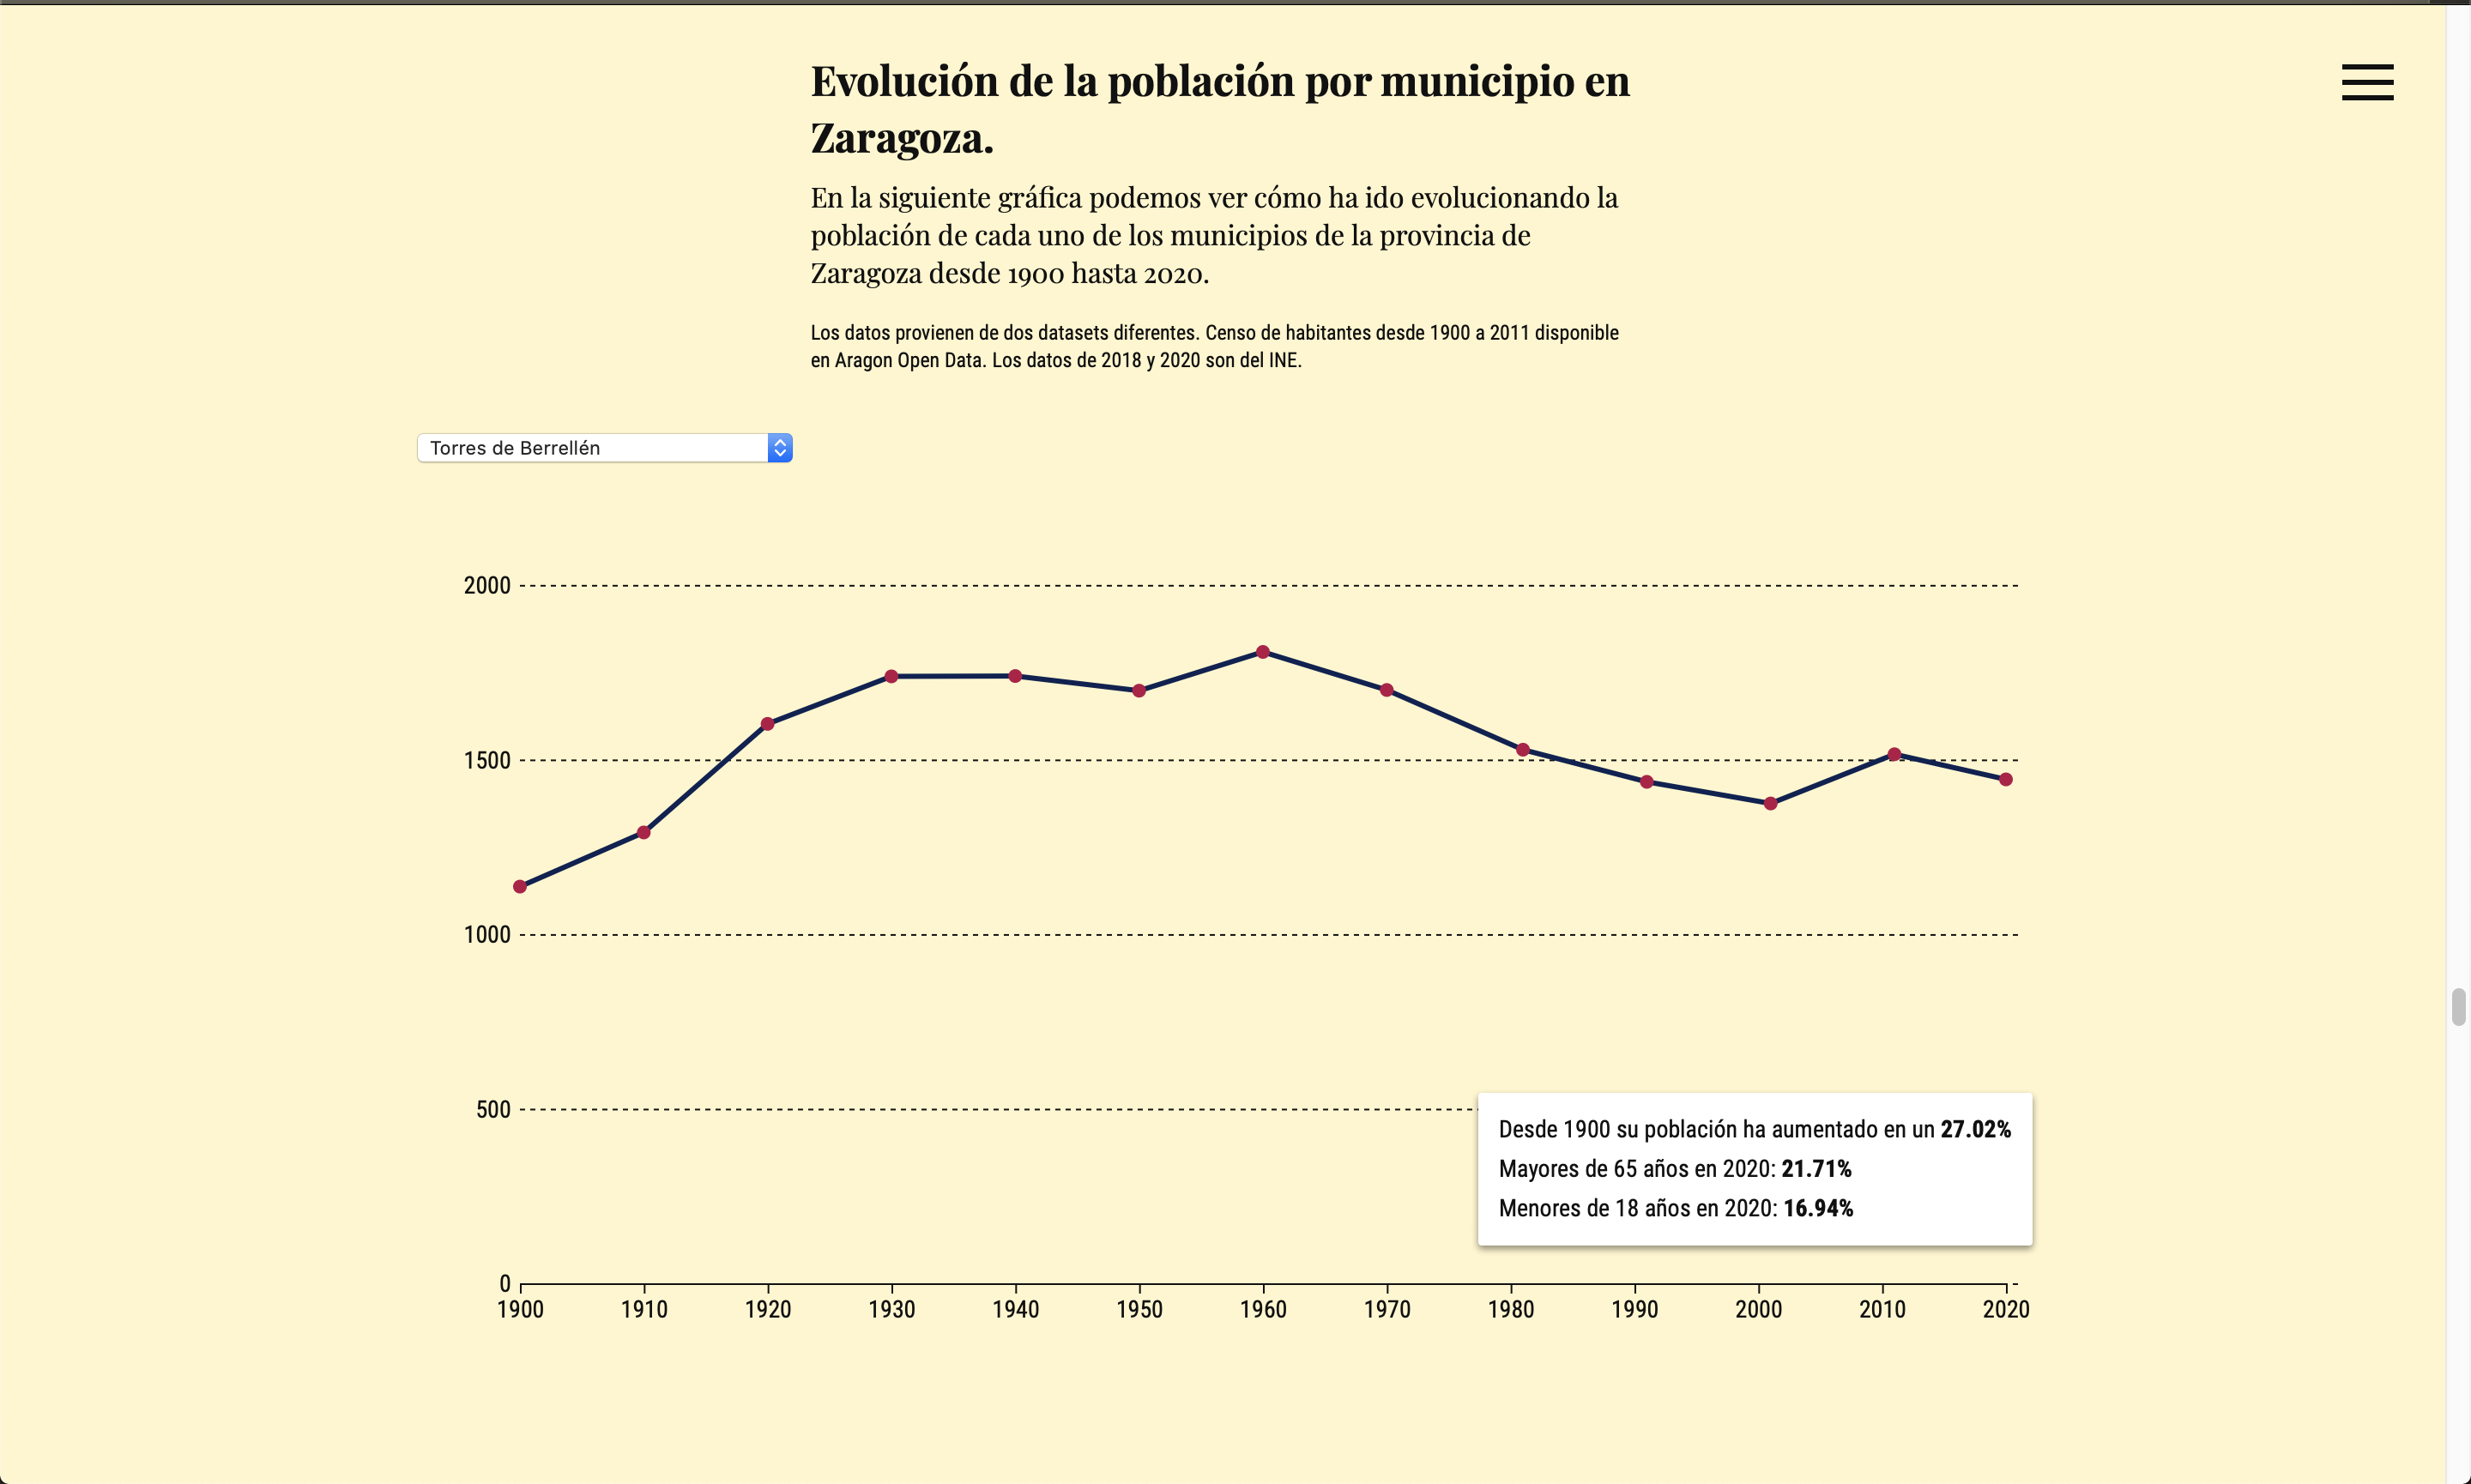 Evolución de la población por municipio en
Zaragoza.
En la siguiente gráfica podemos ver cómo ha ido evolucionando la
población de cada uno de los municipios de la provincia de
Zaragoza desde 1900 hasta 2020.
Los datos provienen de dos datasets diferentes. Censo de habitantes desde 1900 a 2011 disponible
en Aragon Open Data. Los datos de 2018 y 2020 son del INE.
Torres de Berrellén
2000
1500
1000
500
0
Desde 1900 su población ha aumentado en un 27.02%
Mayores de 65 años en 2020: 21.71%
Menores de 18 años en 2020: 16.94%
1900 1910 1920 1930 1940 1950 1960 1970 1980 1990 2000 2010 2020